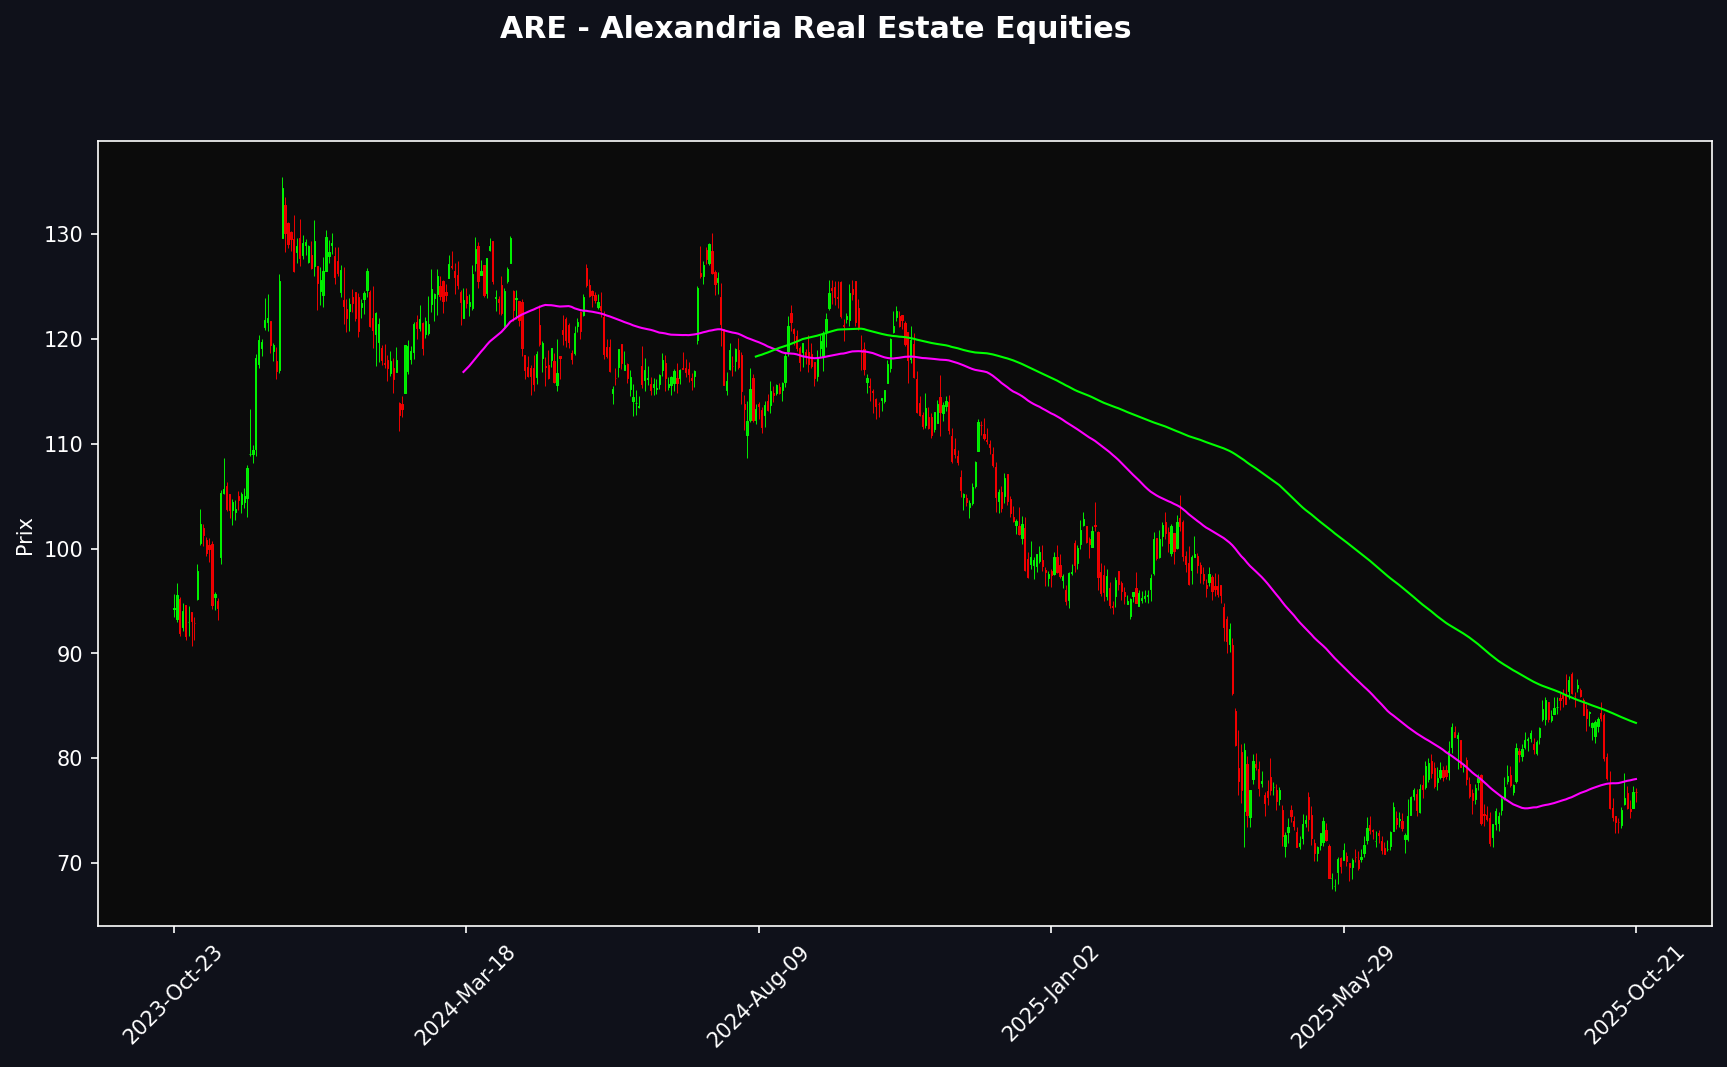 ARE - Alexandria Real Estate Equities
Prix
130
120
110
100
90
80
70
2023-Oct-23
2024-Mar-18
2024-Aug-09
2025-Jan-02
2025-May-29
2025-Oct-21